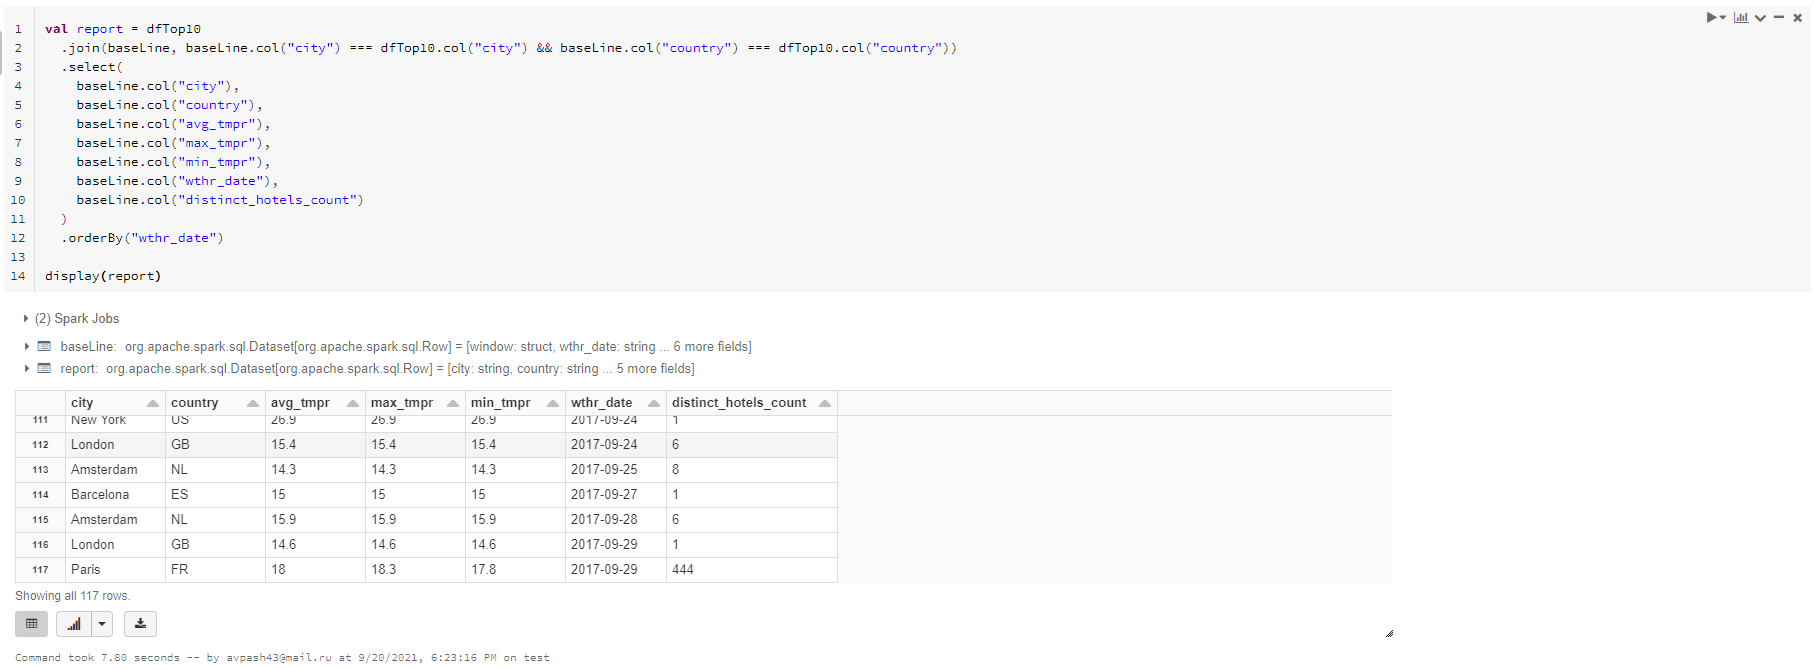 1 val report = dfTop10
2 .join(baseLine, baseLine.col("city") === dfTop10.col("city") && baseLine.col("country") === dfTop10.col("country"))
3 .select(
4 baseLine.col("city"),
5 baseLine.col("country"),
6 baseLine.col("avg_tmpr"),
7 baseLine.col("max_tmpr"),
8 baseLine.col("min_tmpr"),
9 baseLine.col("wthr_date"),
10 baseLine.col("distinct_hotels_count")
11 )
12 .orderBy("wthr_date")
13
14 display(report)
(2) Spark Jobs
baseLine: org.apache.spark.sql.Dataset[org.apache.spark.sql.Row] = [window: struct, wthr_date: string ... 6 more fields]
report: org.apache.spark.sql.Dataset[org.apache.spark.sql.Row] = [city: string, country: string ... 5 more fields]
city country avg_tmpr max_tmpr min_tmpr wthr_date distinct_hotels_count
111 New York US 26.9 26.9 26.9 2017-09-24 1
112 London GB 15.4 15.4 15.4 2017-09-24 6
113 Amsterdam NL 14.3 14.3 14.3 2017-09-25 8
114 Barcelona ES 15 15 15 2017-09-27 1
115 Amsterdam NL 15.9 15.9 15.9 2017-09-28 6
116 London GB 14.6 14.6 14.6 2017-09-29 1
117 Paris FR 18 18.3 17.8 2017-09-29 444
Showing all 117 rows.
Command took 7.80 seconds -- by avpash43@mail.ru at 9/20/2021, 6:23:16 PM on test